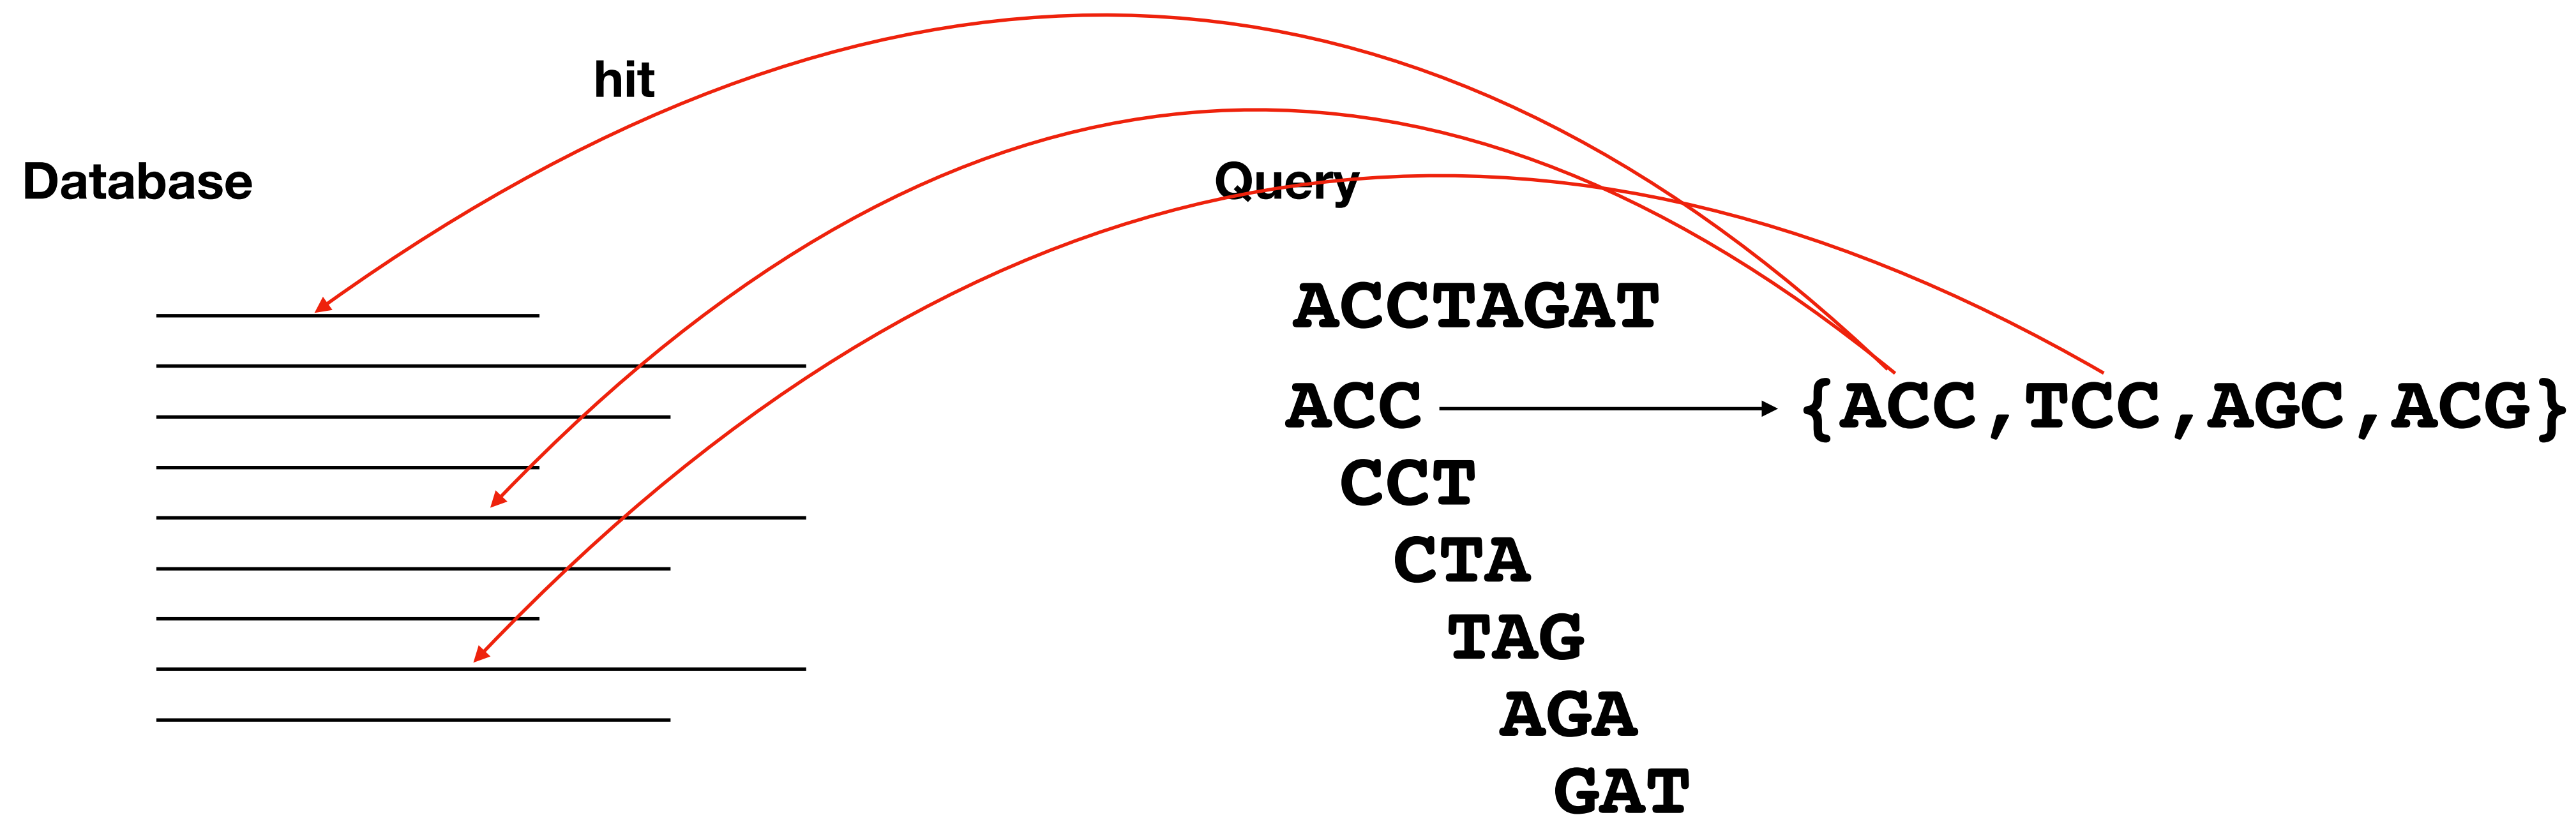 hit
Database
Query
ACCTAGAT
ACC
{ACC,TCC,AGC,ACG}
CCT
CTA
TAG
AGA
GAT